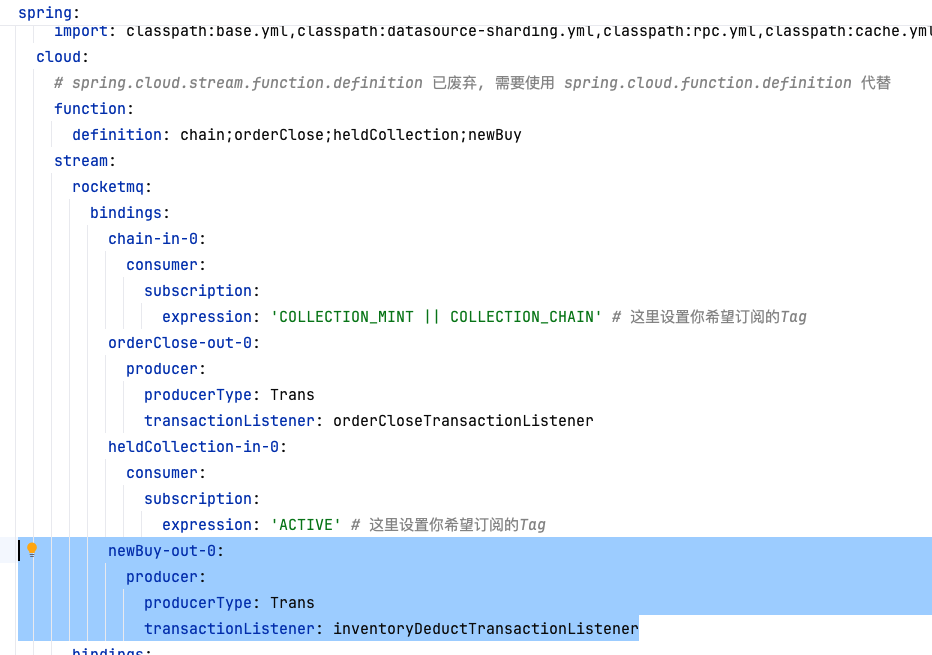 spring:
import: classpath:base.yml,classpath:datasource-sharding.yml,classpath:rpc.yml,classpath:cache.yml
cloud:
# spring.cloud.stream.function.definition 已废弃, 需要使用 spring.cloud.function.definition 代替
function:
definition: chain;orderClose;heldCollection;newBuy
stream:
rocketmq:
bindings:
chain-in-0:
consumer:
subscription:
expression: 'COLLECTION_MINT || COLLECTION_CHAIN' # 这里设置你希望订阅的Tag
orderClose-out-0:
producer:
producerType: Trans
transactionListener: orderCloseTransactionListener
heldCollection-in-0:
consumer:
subscription:
expression: 'ACTIVE' # 这里设置你希望订阅的Tag
newBuy-out-0:
producer:
producerType: Trans
transactionListener: inventoryDeductTransactionListener
bindings: